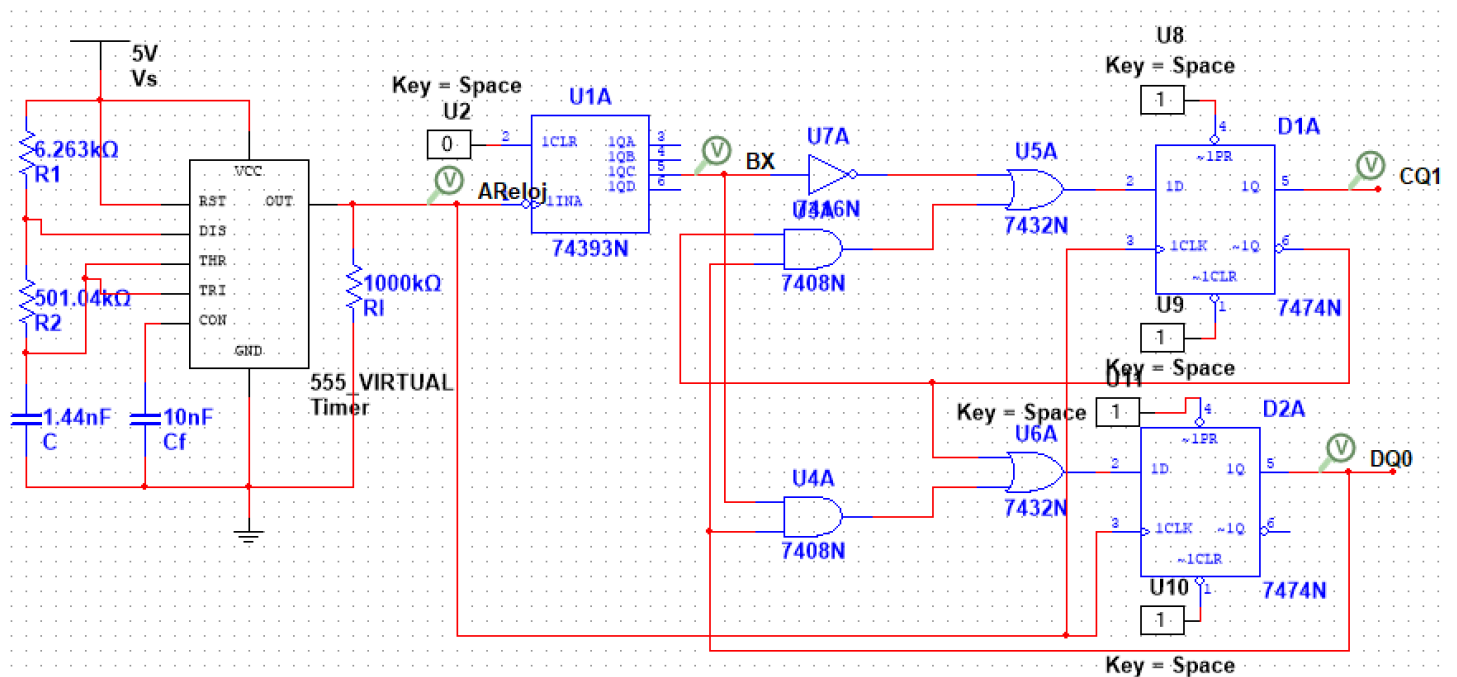 5V
Vs
6.263kΩ
R1
501.04kΩ
R2
1.44nF
C
10nF
Cf
VCC
RST
OUT
DIS
THR
TRI
CON
GND
555_VIRTUAL
Timer
1000kΩ
Rl
Key = Space
U2
0
AReloj
U1A
2
1CLR
1QA
3
1QB
4
1QC
5
1QD
6
1
1INA
74393N
BX
U7A
7408N
U5A
7432N
U4A
7408N
U6A
7432N
U8
Key = Space
1
4
D1A
~1PR
2
1D
1Q
5
CQ1
3
1CLK
~1Q
6
~1CLR
1
U9
7474N
1
Key = Space
U11
Key = Space
1
4
D2A
~1PR
2
1D
1Q
5
DQ0
3
1CLK
~1Q
6
~1CLR
1
U10
7474N
1
Key = Space